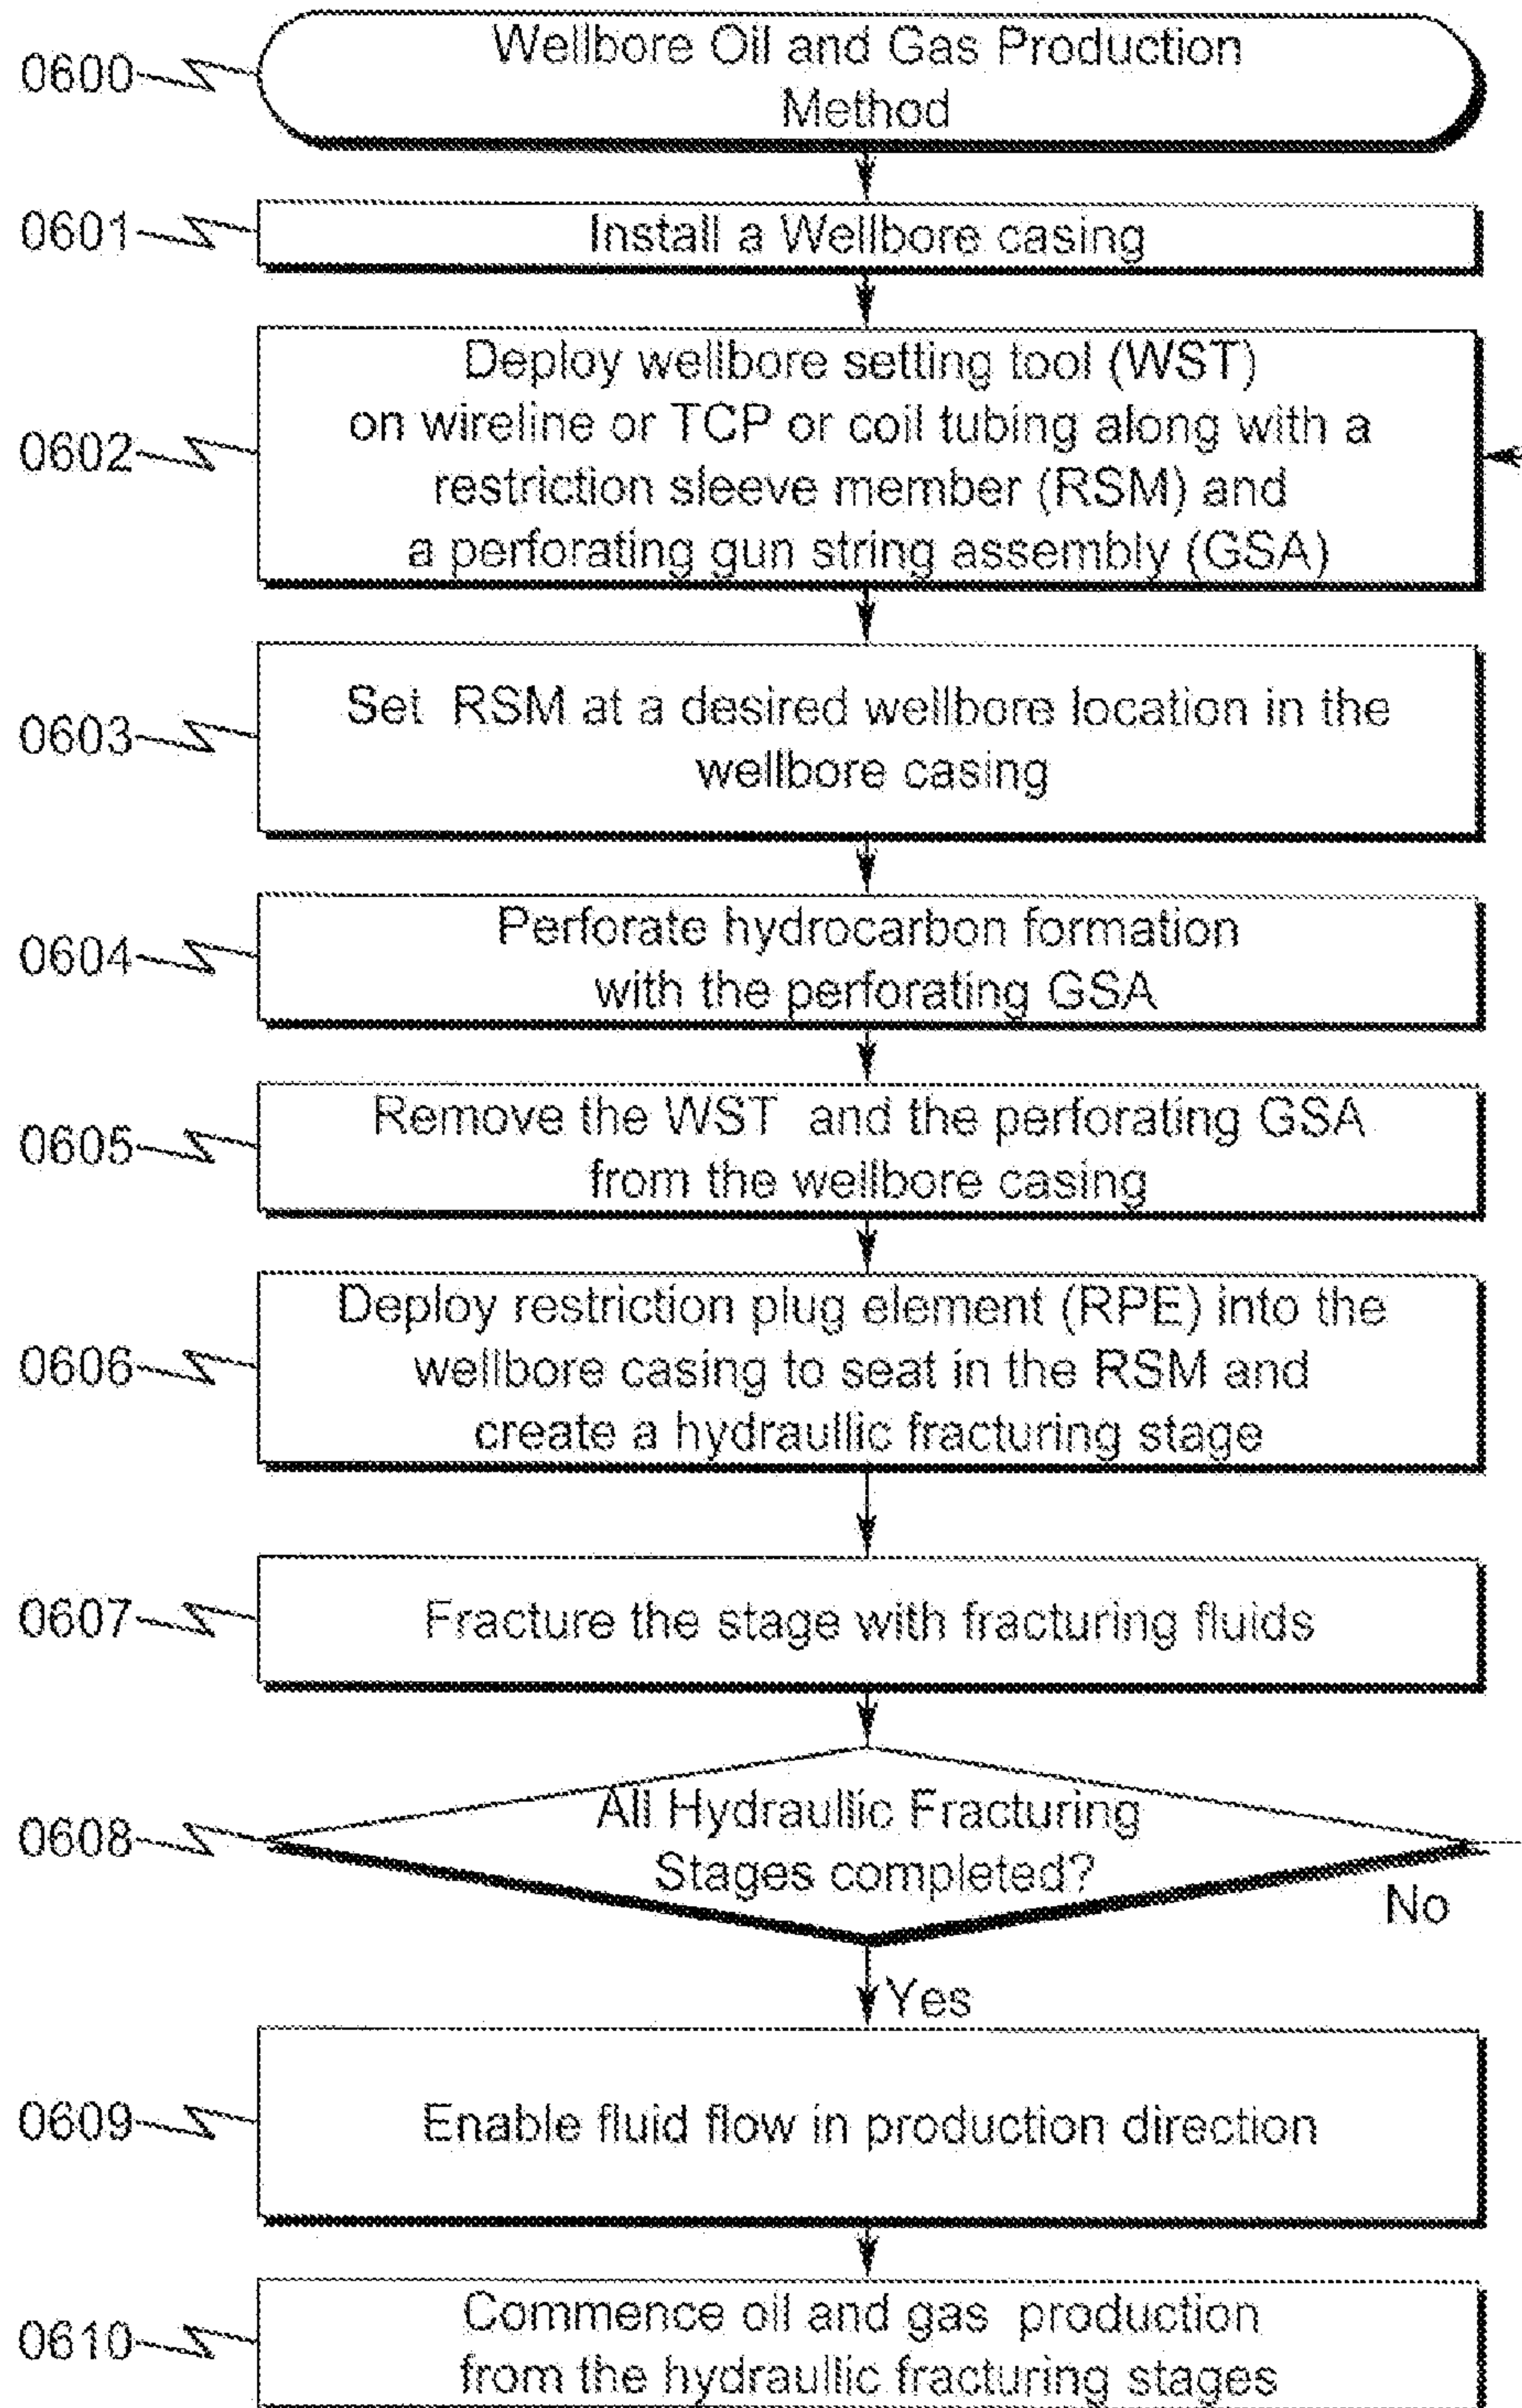 0600
Wellbore Oil and Gas Production
Method
0601
Install a Wellbore casing
0602
Deploy wellbore setting tool (WST)
on wireline or TCP or coil tubing along with a
restriction sleeve member (RSM) and
a perforating gun string assembly (GSA)
0603
Set RSM at a desired wellbore location in the
wellbore casing
0604
Perforate hydrocarbon formation
with the perforating GSA
0605
Remove the WST and the perforating GSA
from the wellbore casing
0606
Deploy restriction plug element (RPE) into the
wellbore casing to seat in the RSM and
create a hydraullic fracturing stage
0607
Fracture the stage with fracturing fluids
0608
All Hydraullic Fracturing
Stages completed?
No
Yes
0609
Enable fluid flow in production direction
0610
Commence oil and gas production
from the hydraullic fracturing stages